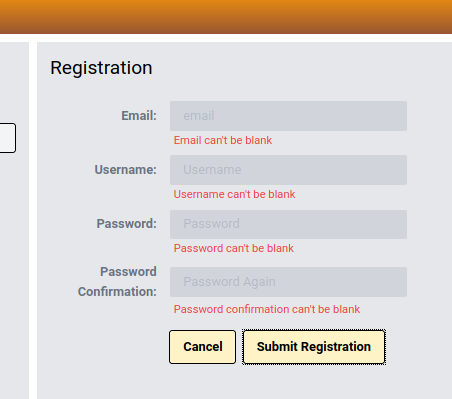 Registration
Email:
email
Email can't be blank
Username:
Username
Username can't be blank
Password:
Password
Password can't be blank
Password
Confirmation:
Password Again
Password confirmation can't be blank
Cancel
Submit Registration